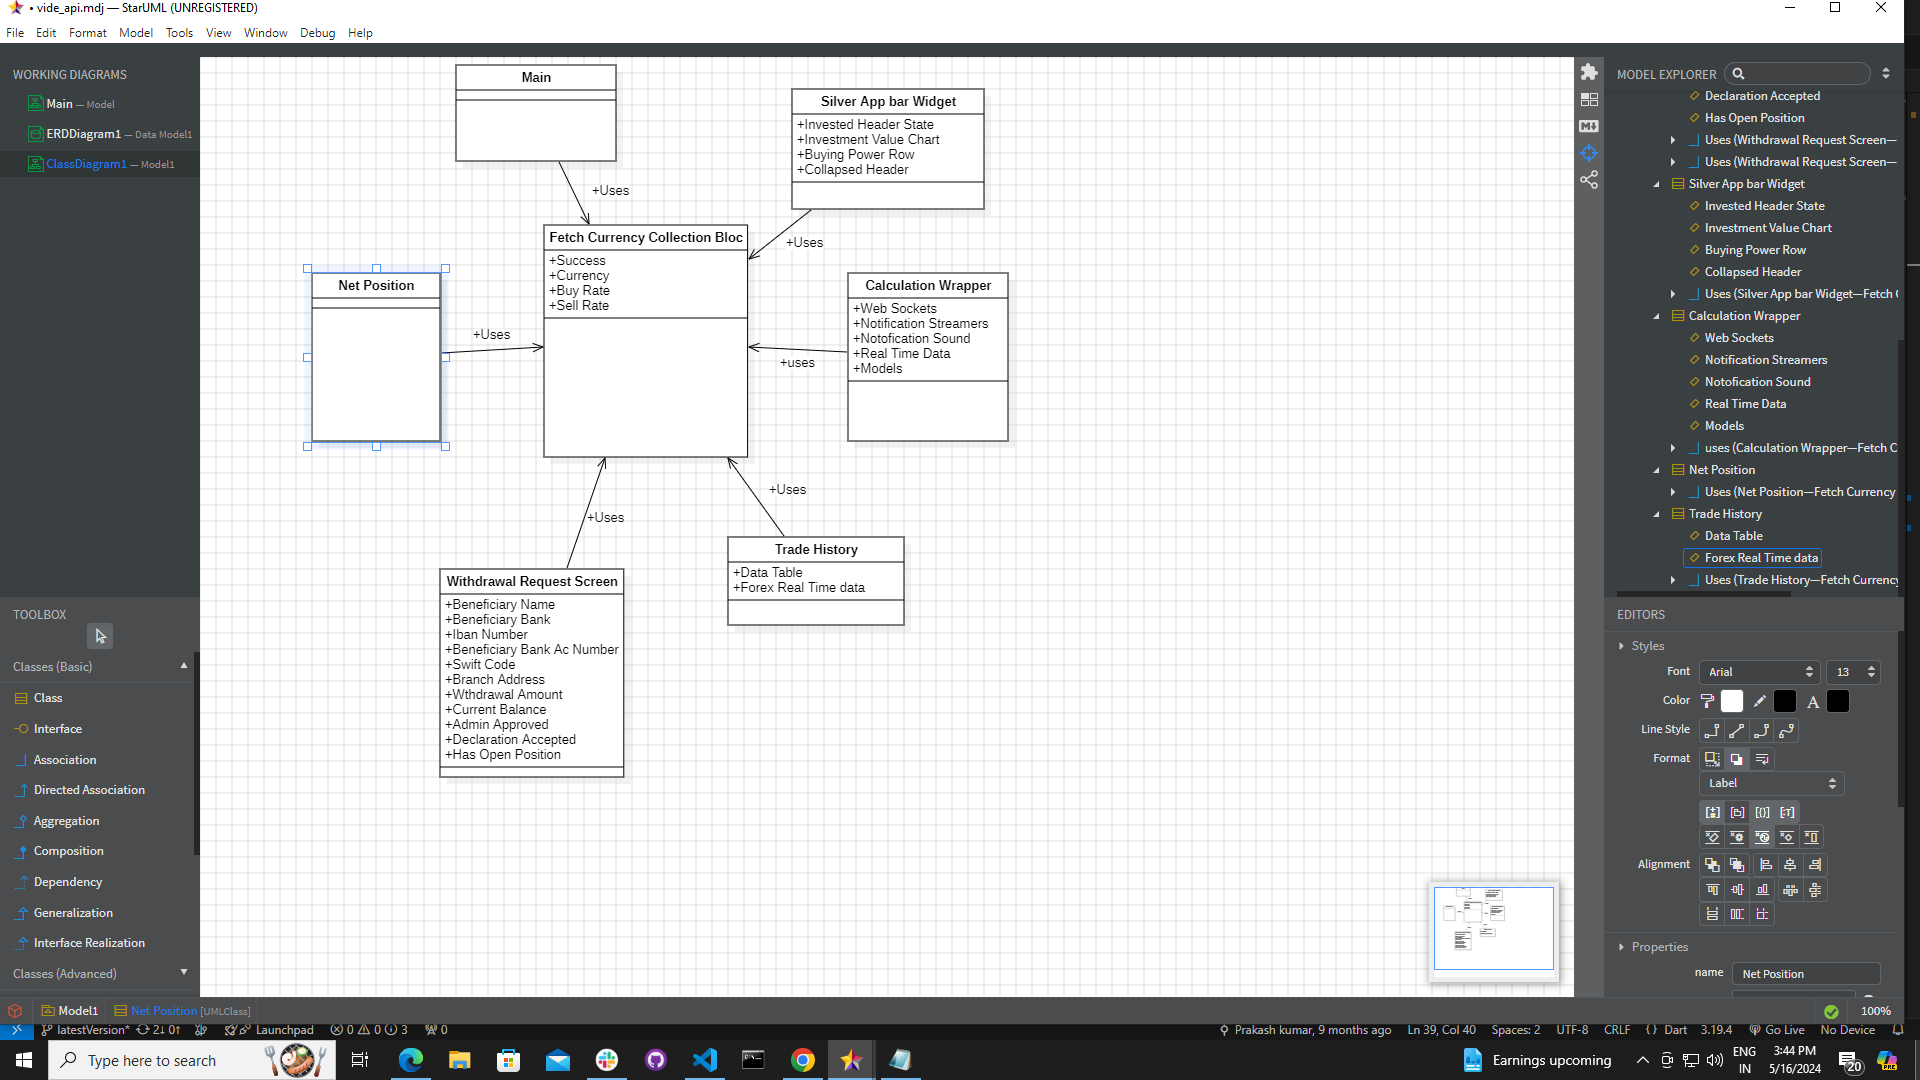 • vide_api.mdj — StarUML (UNREGISTERED)
File Edit Format Model Tools View Window Debug Help
WORKING DIAGRAMS
Main — Model
ERDDiagram1 — Data Model1
ClassDiagram1 — Model1
TOOLBOX
Classes (Basic)
Class
Interface
Association
Directed Association
Aggregation
Composition
Dependency
Generalization
Interface Realization
Classes (Advanced)
Main
+Uses
Silver App bar Widget
+Invested Header State
+Investment Value Chart
+Buying Power Row
+Collapsed Header
+Uses
Fetch Currency Collection Bloc
+Success
+Currency
+Buy Rate
+Sell Rate
Net Position
+Uses
Calculation Wrapper
+Web Sockets
+Notification Streamers
+Notofication Sound
+Real Time Data
+Models
+uses
+Uses
+Uses
Trade History
+Data Table
+Forex Real Time data
Withdrawal Request Screen
+Beneficiary Name
+Beneficiary Bank
+Iban Number
+Beneficiary Bank Ac Number
+Swift Code
+Branch Address
+Wthdrawal Amount
+Current Balance
+Admin Approved
+Declaration Accepted
+Has Open Position
MODEL EXPLORER
Declaration Accepted
Has Open Position
Uses (Withdrawal Request Screen—
Uses (Withdrawal Request Screen—
Silver App bar Widget
Invested Header State
Investment Value Chart
Buying Power Row
Collapsed Header
Uses (Silver App bar Widget—Fetch
Calculation Wrapper
Web Sockets
Notification Streamers
Notofication Sound
Real Time Data
Models
uses (Calculation Wrapper—Fetch C
Net Position
Uses (Net Position—Fetch Currency
Trade History
Data Table
Forex Real Time data
Uses (Trade History—Fetch Currency
EDITORS
Styles
Font Arial 13
Color A
Line Style
Format
Label
Alignment
Properties
name Net Position
Model1 Net Position [UMLClass] 100%
latestVersion* 2↓ 0↑ Launchpad 0 0 3 0 Prakash kumar, 9 months ago Ln 39, Col 40 Spaces: 2 UTF-8 CRLF { } Dart 3.19.4 Go Live No Device
Type here to search Earnings upcoming ENG IN 3:44 PM 5/16/2024 20